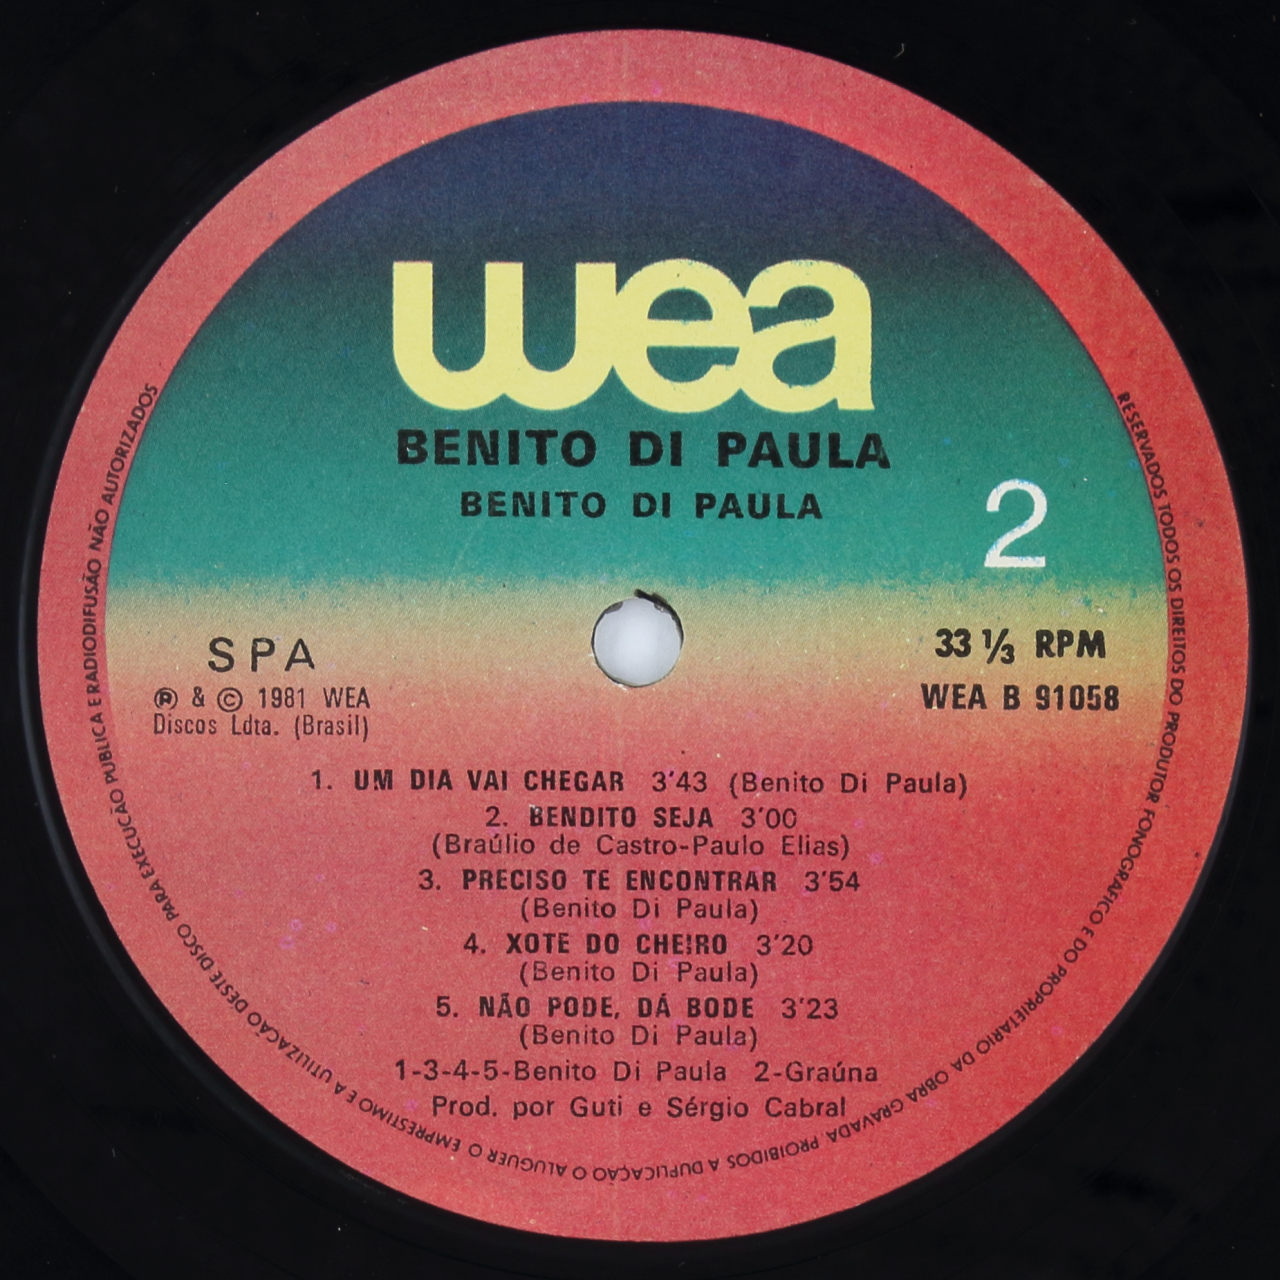 wea
BENITO DI PAULA
BENITO DI PAULA
2
SPA
℗ & © 1981 WEA
Discos Ldta. (Brasil)
33 ⅓ RPM
WEA B 91058
1. UM DIA VAI CHEGAR 3'43 (Benito Di Paula)
2. BENDITO SEJA 3'00
(Braúlio de Castro-Paulo Elias)
3. PRECISO TE ENCONTRAR 3'54
(Benito Di Paula)
4. XOTE DO CHEIRO 3'20
(Benito Di Paula)
5. NÃO PODE, DÁ BODE 3'23
(Benito Di Paula)
1-3-4-5-Benito Di Paula 2-Graúna
Prod. por Guti e Sérgio Cabral
RESERVADOS TODOS OS DIREITOS DO PRODUTOR FONOGRAFICO E DO PROPRIETARIO DA OBRA GRAVADA. PROIBIDOS A DUPLICAÇAO O ALUGUER O EMPRESTIMO E A UTILIZAÇAO DESTE DISCO PARA EXECUÇAO PUBLICA E RADIODIFUSÃO NÃO AUTORIZADOS